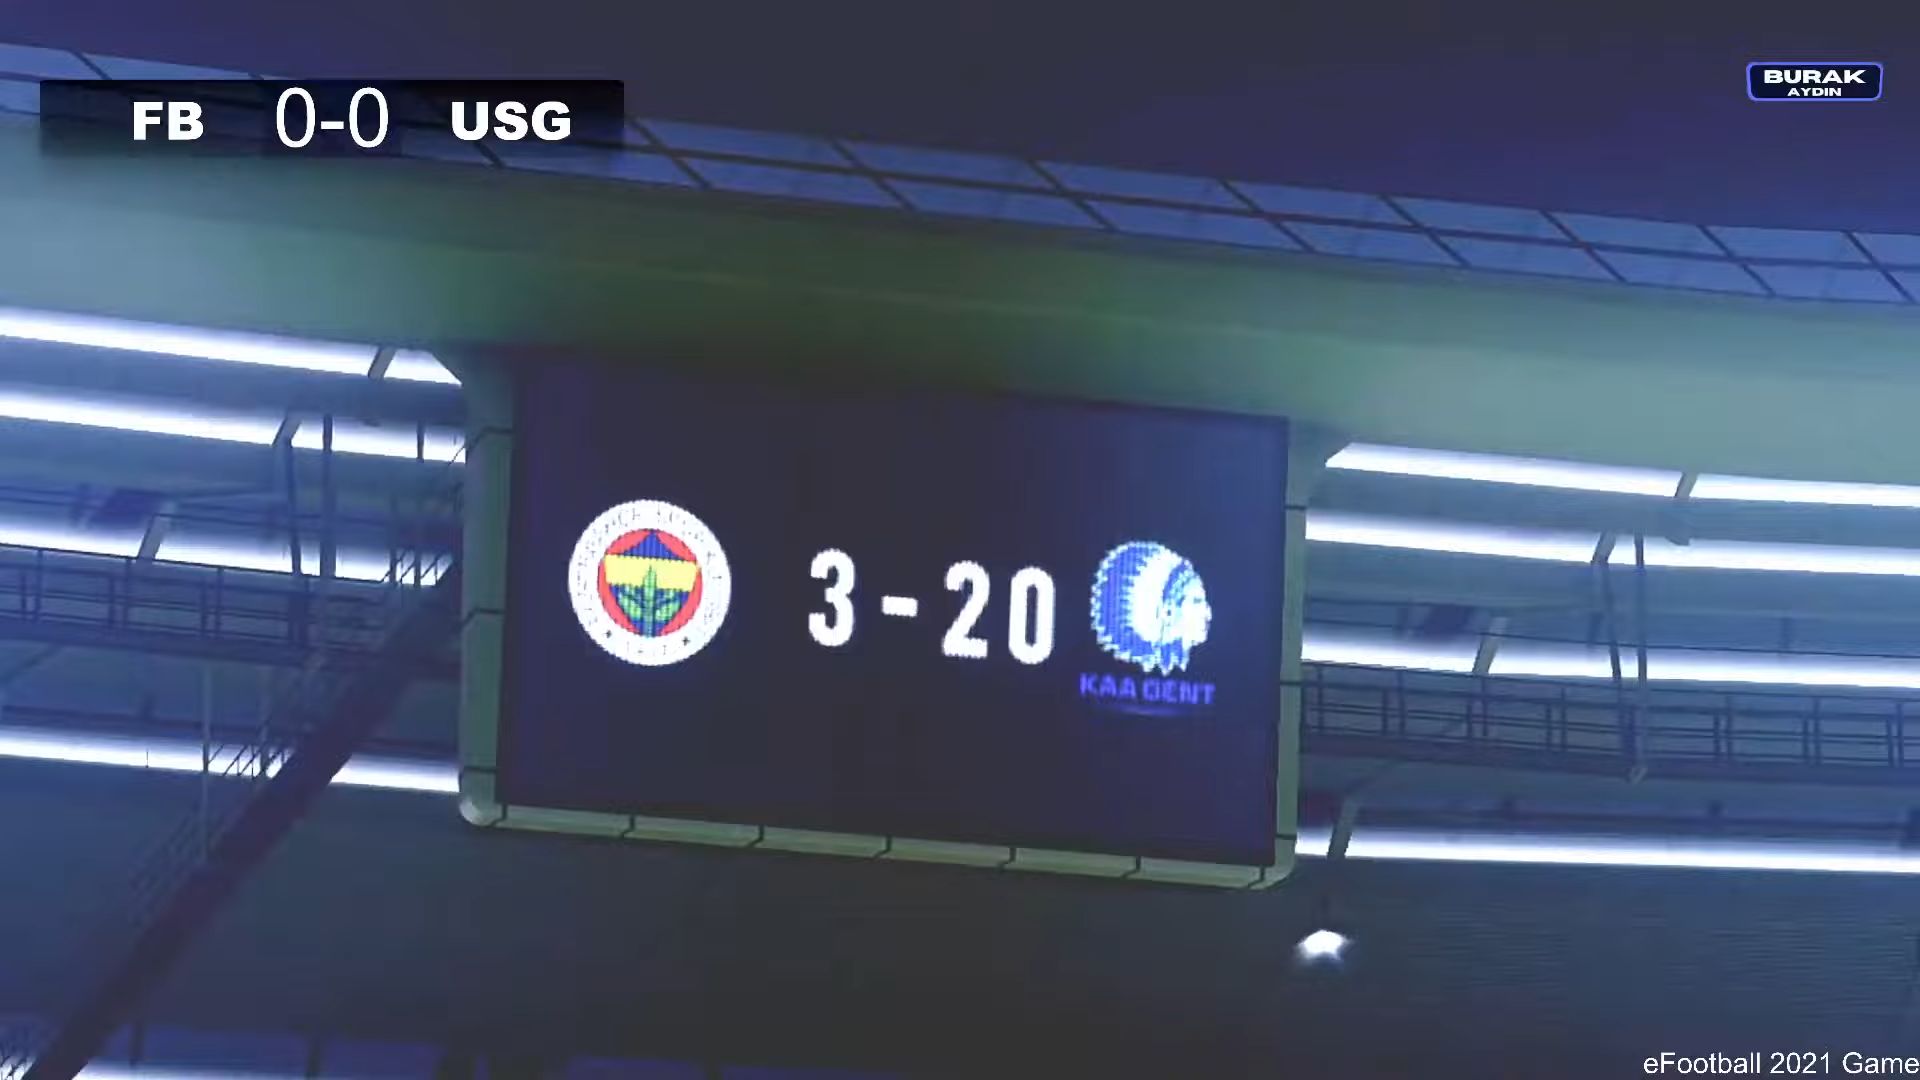 FB 0-0 USG
BURAK
AYDIN
3-20
KAA GENT
eFootball 2021 Game